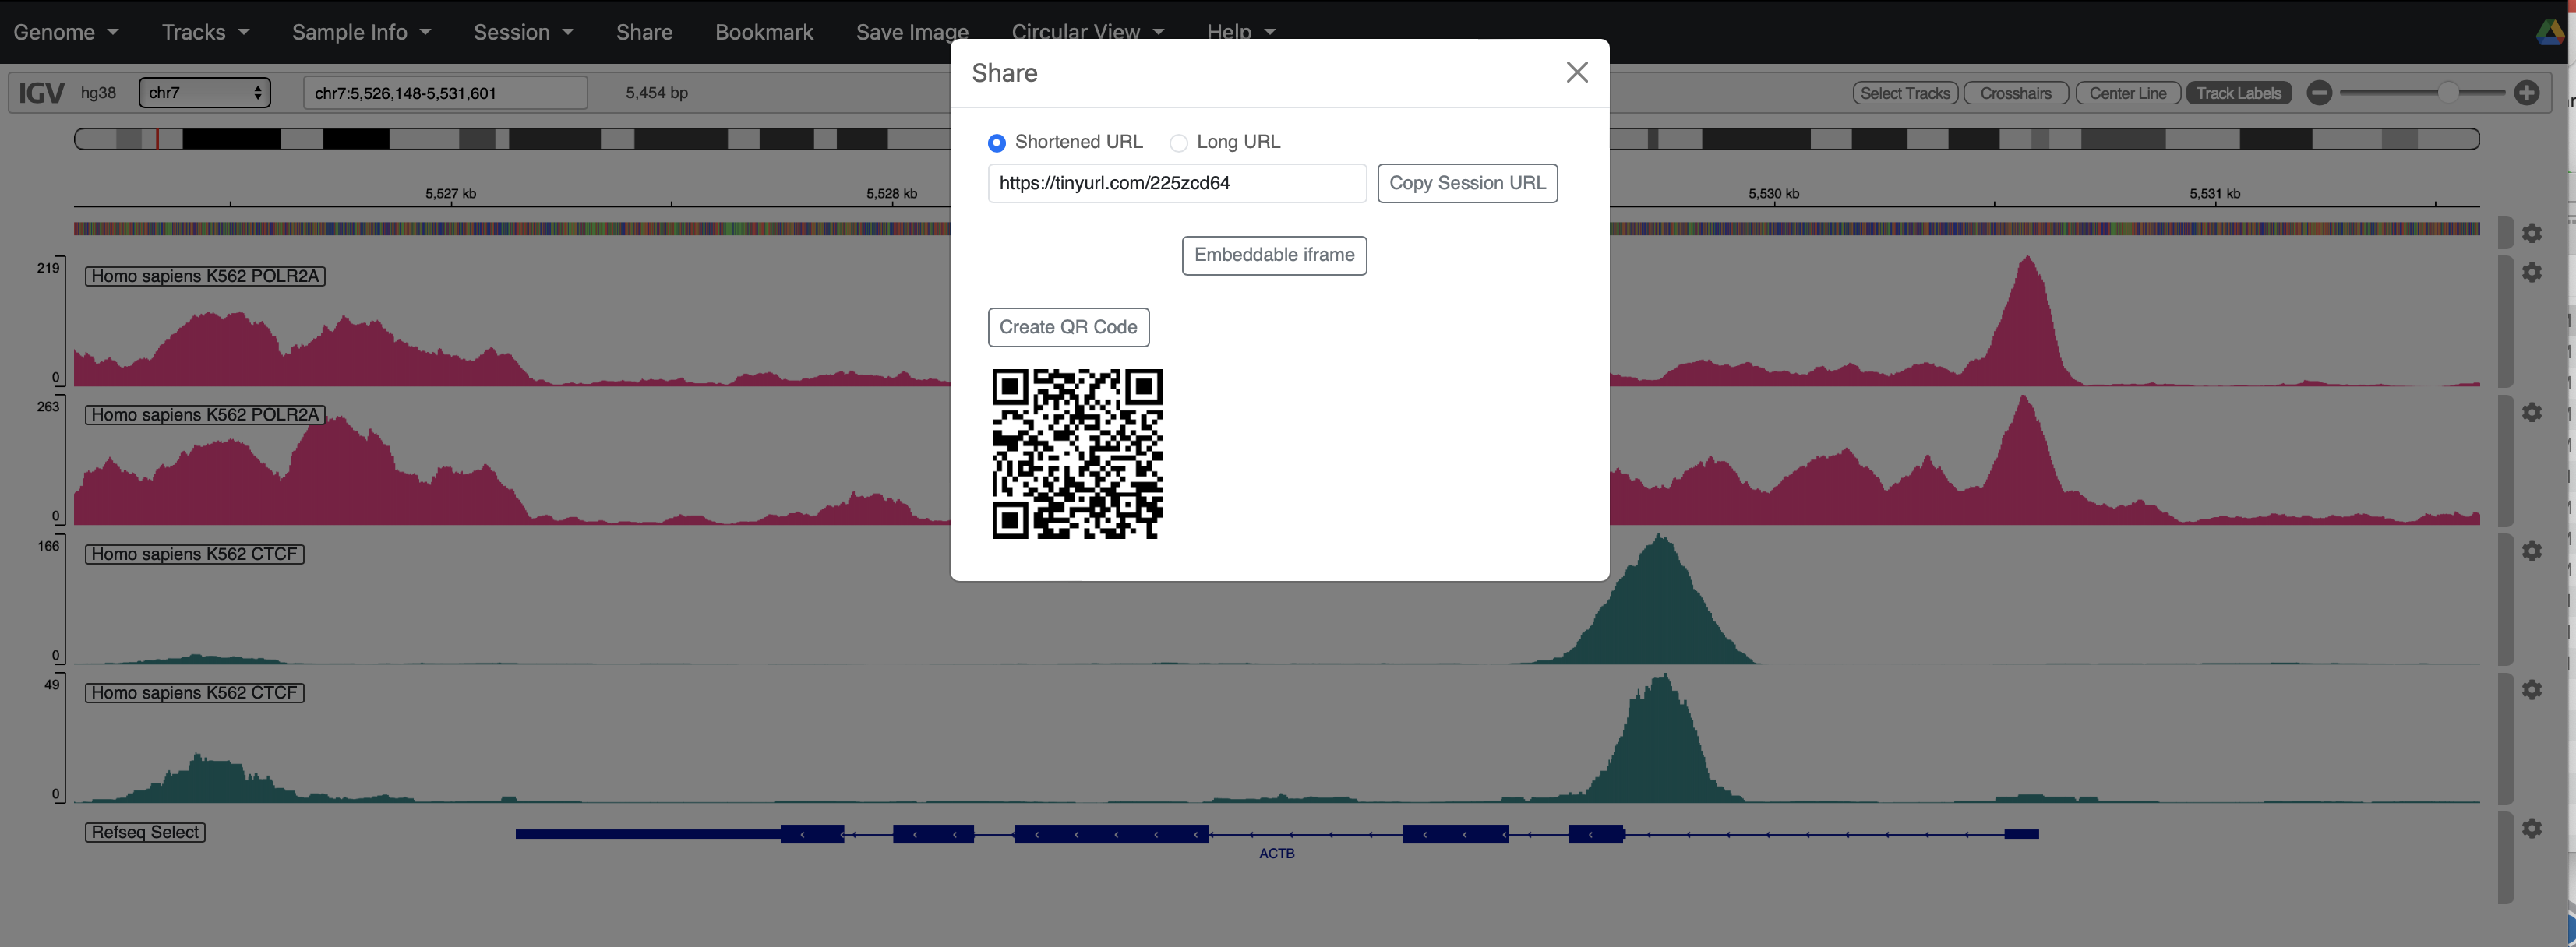 Genome Tracks Sample Info Session Share Bookmark Save Image Circular View Help
Share
IGV hg38 chr7 chr7:5,526,148-5,531,601 5,454 bp
Select Tracks Crosshairs Center Line Track Labels
Shortened URL Long URL
https://tinyurl.com/225zcd64 Copy Session URL
5,527 kb 5,528 kb 5,530 kb 5,531 kb
Embeddable iframe
Create QR Code
219
Homo sapiens K562 POLR2A
0
263
Homo sapiens K562 POLR2A
0
166
Homo sapiens K562 CTCF
0
49
Homo sapiens K562 CTCF
0
Refseq Select
ACTB